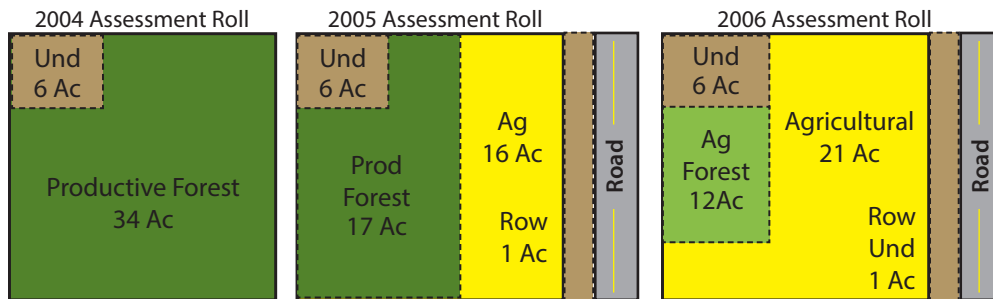 2004 Assessment Roll
Und
6 Ac
Productive Forest
34 Ac
2005 Assessment Roll
Und
6 Ac
Prod
Forest
17 Ac
Ag
16 Ac
Row
1 Ac
Road
2006 Assessment Roll
Und
6 Ac
Ag
Forest
12Ac
Agricultural
21 Ac
Row
Und
1 Ac
Road